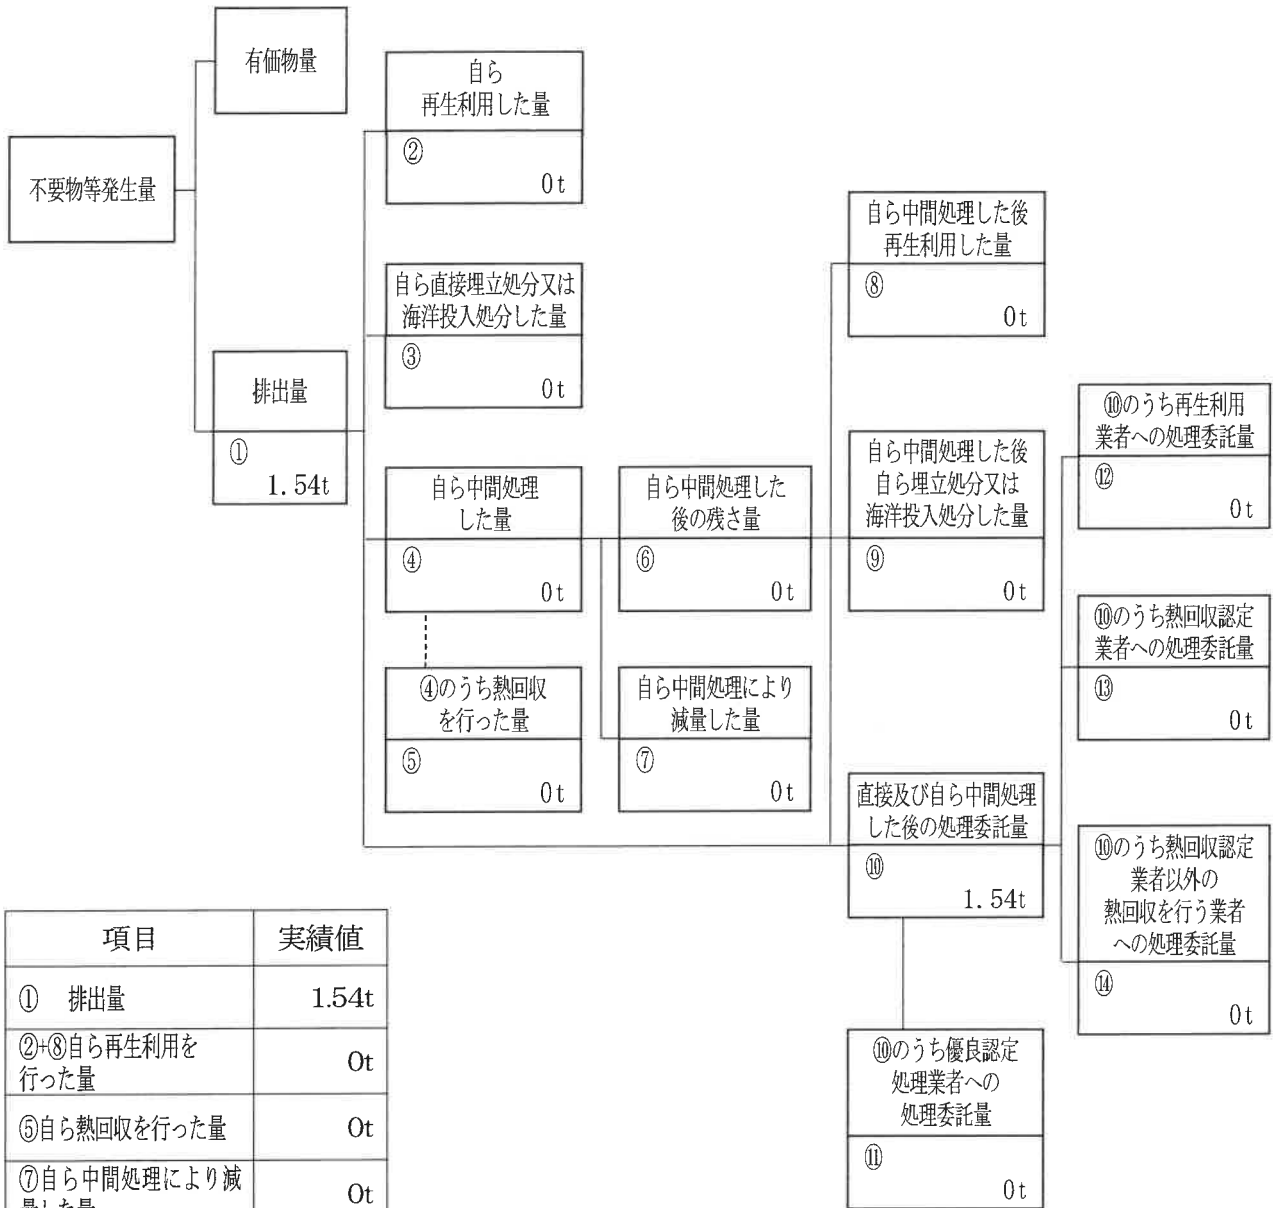 有価物量
不要物等発生量
排出量
①
1.54t
自ら
再生利用した量
②
0t
自ら直接埋立処分又は
海洋投入処分した量
③
0t
自ら中間処理
した量
④
0t
④のうち熱回収
を行った量
⑤
0t
自ら中間処理した
後の残さ量
⑥
0t
自ら中間処理により
減量した量
⑦
0t
自ら中間処理した後
再生利用した量
⑧
0t
自ら中間処理した後
自ら埋立処分又は
海洋投入処分した量
⑨
0t
直接及び自ら中間処理
した後の処理委託量
⑩
1.54t
⑩のうち優良認定
処理業者への
処理委託量
⑪
0t
⑩のうち再生利用
業者への処理委託量
⑫
0t
⑩のうち熱回収認定
業者への処理委託量
⑬
0t
⑩のうち熱回収認定
業者以外の
熱回収を行う業者
への処理委託量
⑭
0t
項目 実績値
① 排出量 1.54t
②+⑧自ら再生利用を
行った量 0t
⑤自ら熱回収を行った量 0t
⑦自ら中間処理により減 0t